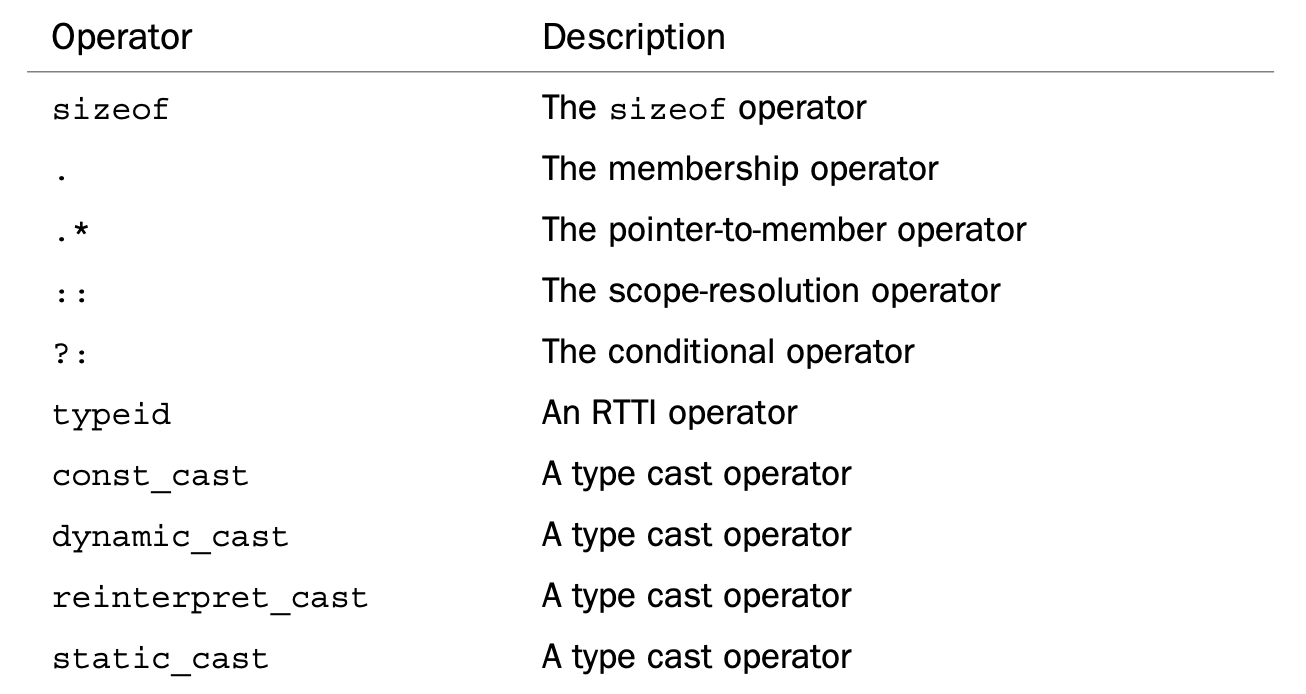 Operator Description
sizeof The sizeof operator
. The membership operator
.* The pointer-to-member operator
:: The scope-resolution operator
?: The conditional operator
typeid An RTTI operator
const_cast A type cast operator
dynamic_cast A type cast operator
reinterpret_cast A type cast operator
static_cast A type cast operator